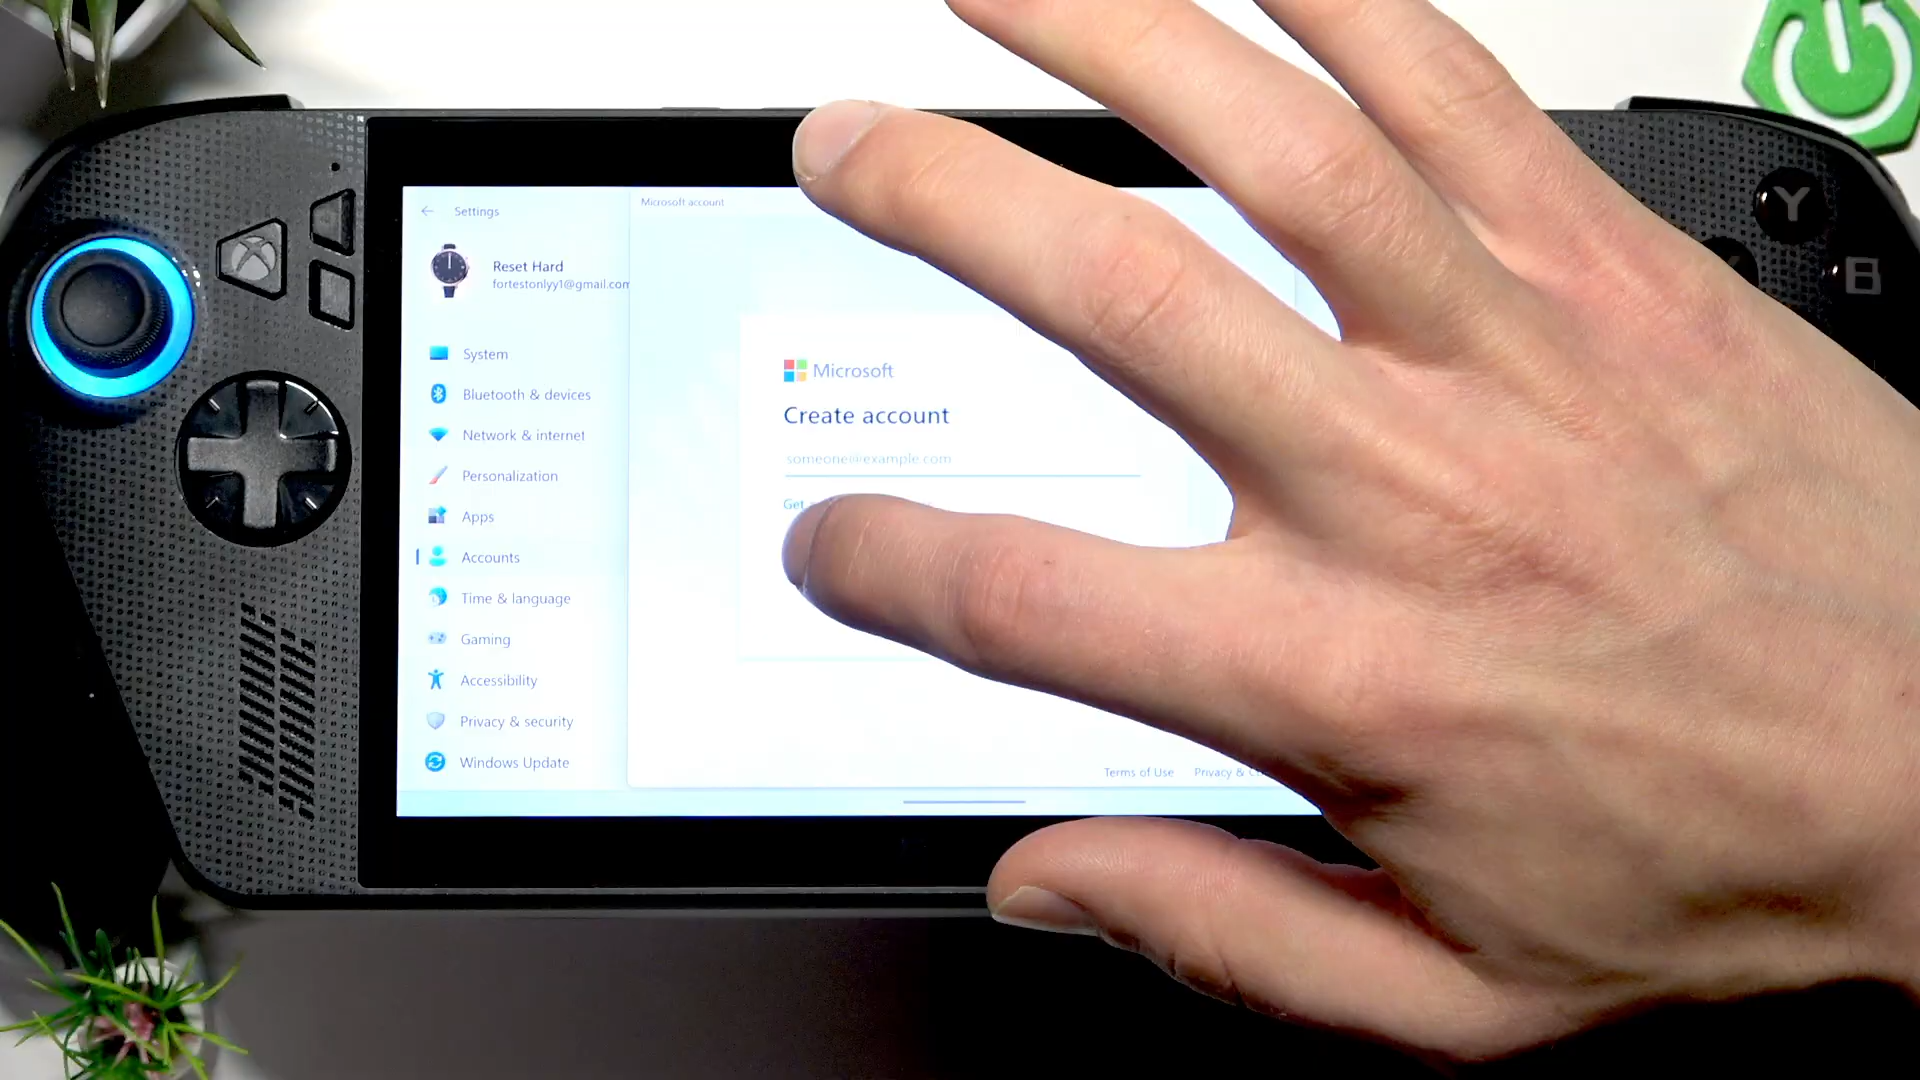 Settings
Microsoft account
Reset Hard
fortestonlyy1@gmail.com
System
Bluetooth & devices
Network & internet
Personalization
Apps
Accounts
Time & language
Gaming
Accessibility
Privacy & security
Windows Update
Microsoft
Create account
someone@example.com
Get
Terms of Use
Privacy &
Y
B